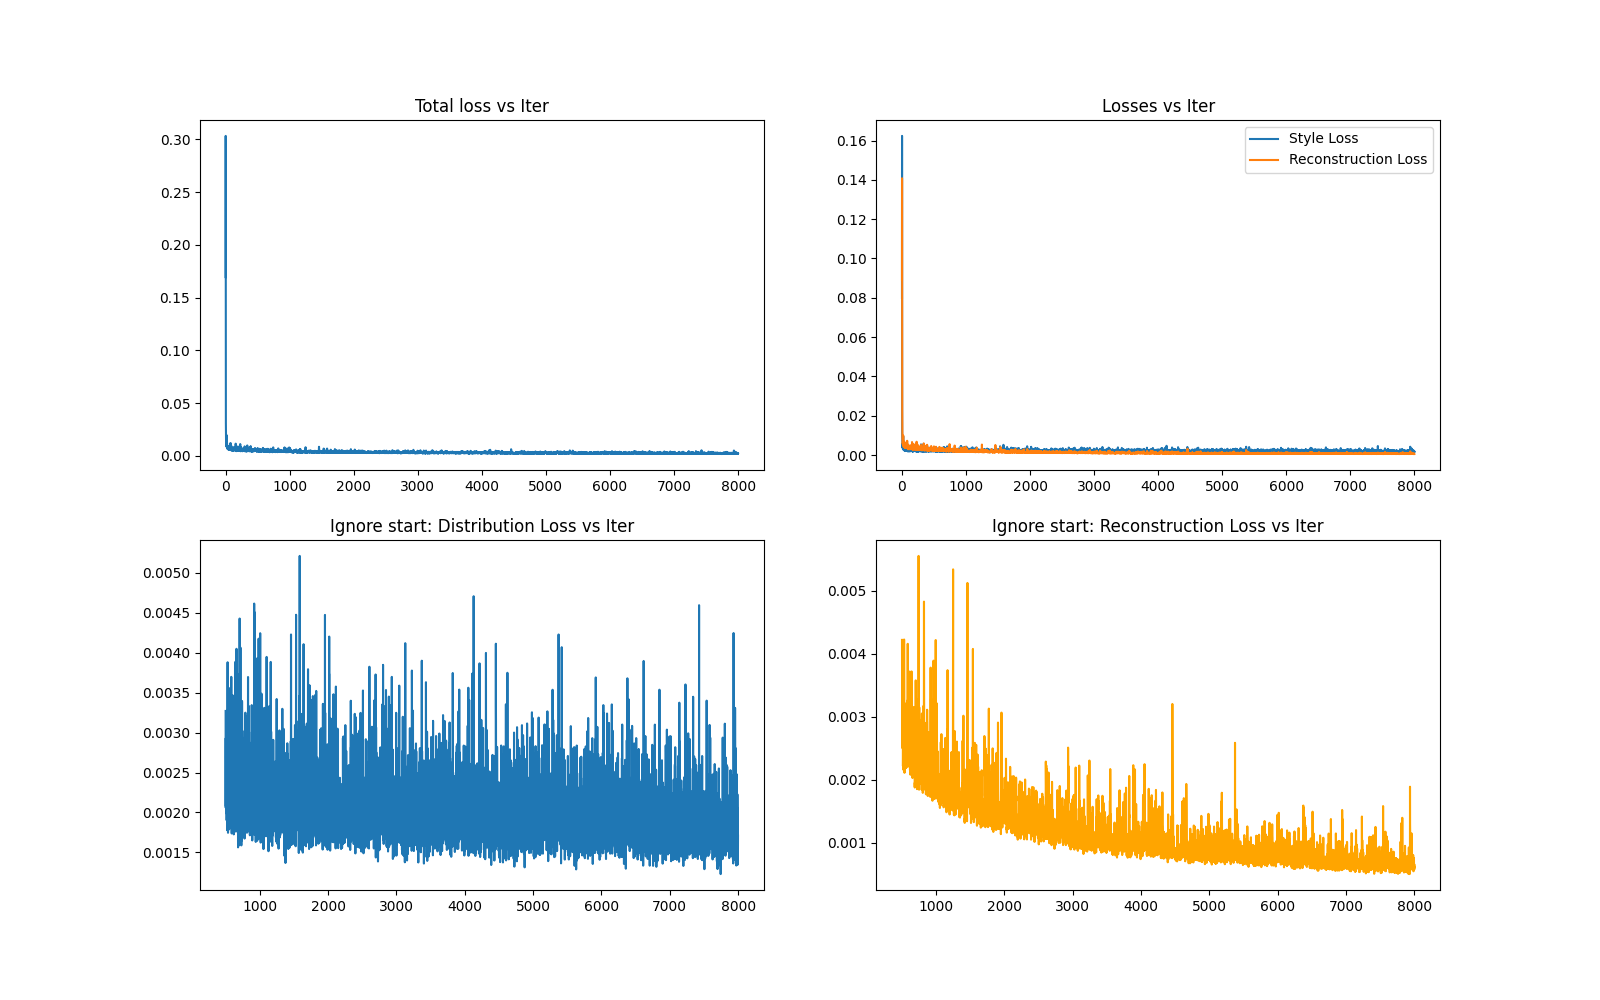 Total loss vs Iter
0.30
0.25
0.20
0.15
0.10
0.05
0.00
0 1000 2000 3000 4000 5000 6000 7000 8000
Losses vs Iter
Style Loss
Reconstruction Loss
0.16
0.14
0.12
0.10
0.08
0.06
0.04
0.02
0.00
0 1000 2000 3000 4000 5000 6000 7000 8000
Ignore start: Distribution Loss vs Iter
0.0050
0.0045
0.0040
0.0035
0.0030
0.0025
0.0020
0.0015
1000 2000 3000 4000 5000 6000 7000 8000
Ignore start: Reconstruction Loss vs Iter
0.005
0.004
0.003
0.002
0.001
1000 2000 3000 4000 5000 6000 7000 8000